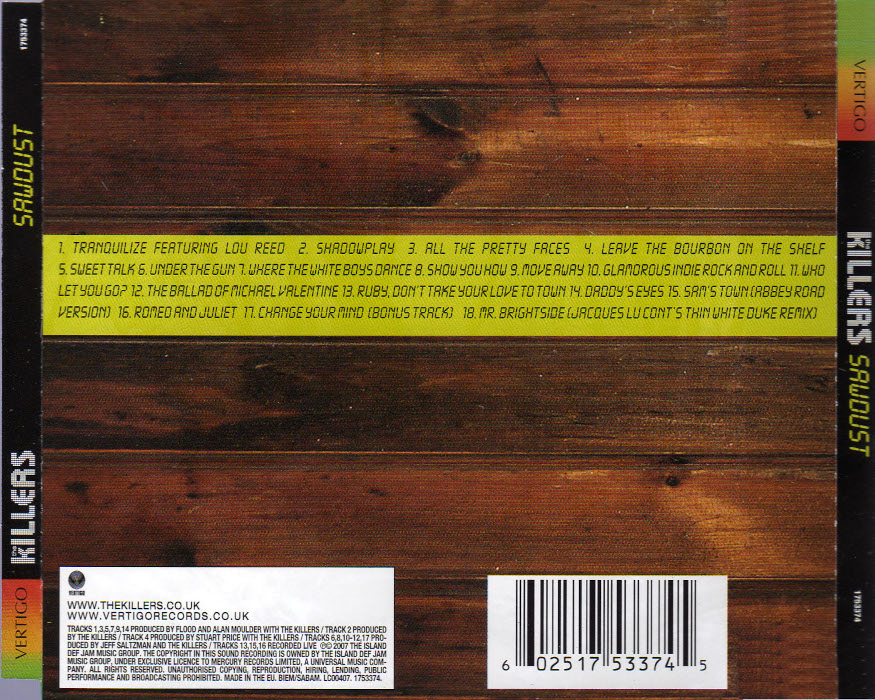 1753374
SAWDUST
the KILLERS
VERTIGO
1. TRANQUILIZE FEATURING LOU REED 2. SHADOWPLAY 3. ALL THE PRETTY FACES 4. LEAVE THE BOURBON ON THE SHELF
5. SWEET TALK 6. UNDER THE GUN 7. WHERE THE WHITE BOYS DANCE 8. SHOW YOU HOW 9. MOVE AWAY 10. GLAMOROUS INDIE ROCK AND ROLL 11. WHO
LET YOU GO? 12. THE BALLAD OF MICHAEL VALENTINE 13. RUBY, DON'T TAKE YOUR LOVE TO TOWN 14. DADDY'S EYES 15. SAM'S TOWN (ABBEY ROAD
VERSION) 16. ROMEO AND JULIET 17. CHANGE YOUR MIND (BONUS TRACK) 18. MR. BRIGHTSIDE (JACQUES LU CONT'S THIN WHITE DUKE REMIX)
VERTIGO
WWW.THEKILLERS.CO.UK
WWW.VERTIGORECORDS.CO.UK
TRACKS 1,3,5,7,9,14 PRODUCED BY FLOOD AND ALAN MOULDER WITH THE KILLERS / TRACK 2 PRODUCED
BY THE KILLERS / TRACK 4 PRODUCED BY STUART PRICE WITH THE KILLERS / TRACKS 6,8,10-12,17 PRO-
DUCED BY JEFF SALTZMAN AND THE KILLERS / TRACKS 13,15,16 RECORDED LIVE ℗© 2007 THE ISLAND
DEF JAM MUSIC GROUP. THE COPYRIGHT IN THIS SOUND RECORDING IS OWNED BY THE ISLAND DEF JAM
MUSIC GROUP, UNDER EXCLUSIVE LICENCE TO MERCURY RECORDS LIMITED, A UNIVERSAL MUSIC COM-
PANY. ALL RIGHTS RESERVED. UNAUTHORISED COPYING, REPRODUCTION, HIRING, LENDING, PUBLIC
PERFORMANCE AND BROADCASTING PROHIBITED. MADE IN THE EU. BIEM/SABAM. LC00407. 1753374.
6 02517 53374 5
VERTIGO
the KILLERS SAWDUST
1753374